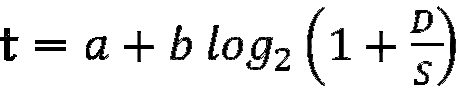 t = a + b log₂ (1 + D/S)